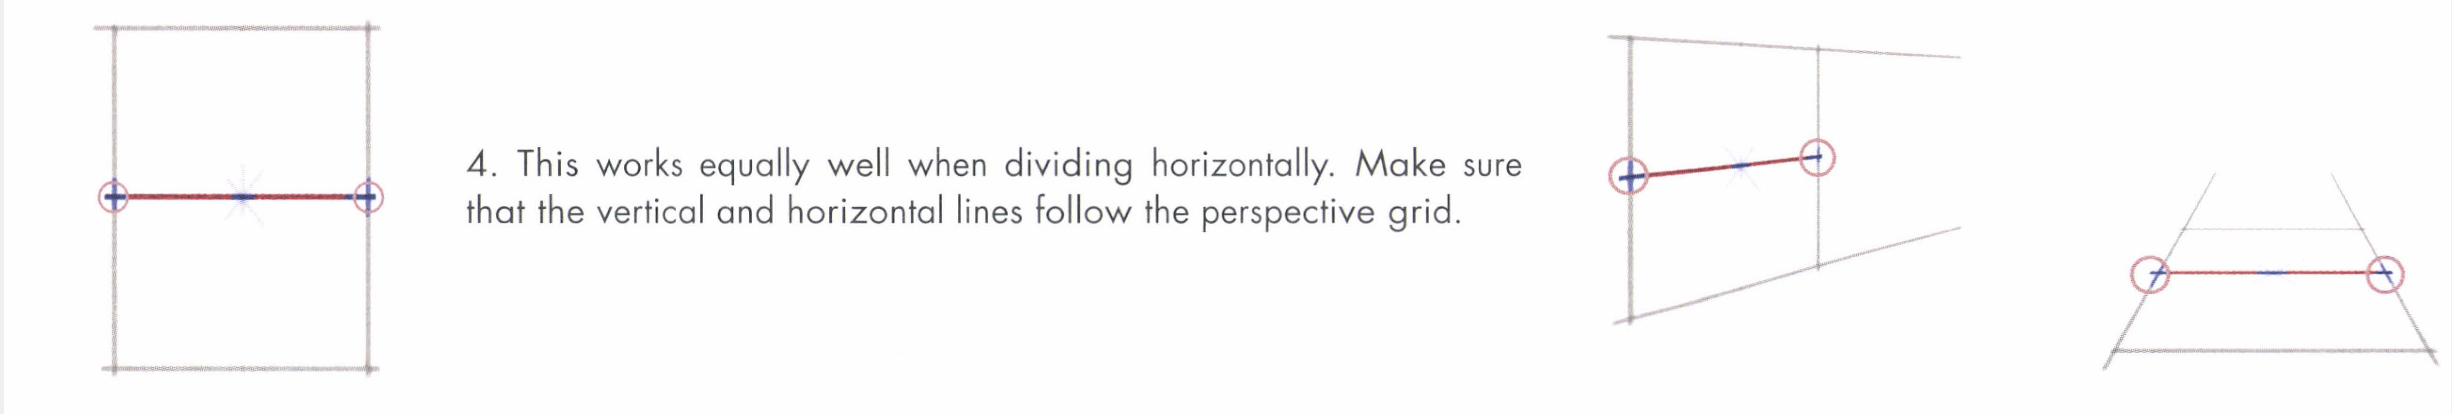 4. This works equally well when dividing horizontally. Make sure
that the vertical and horizontal lines follow the perspective grid.